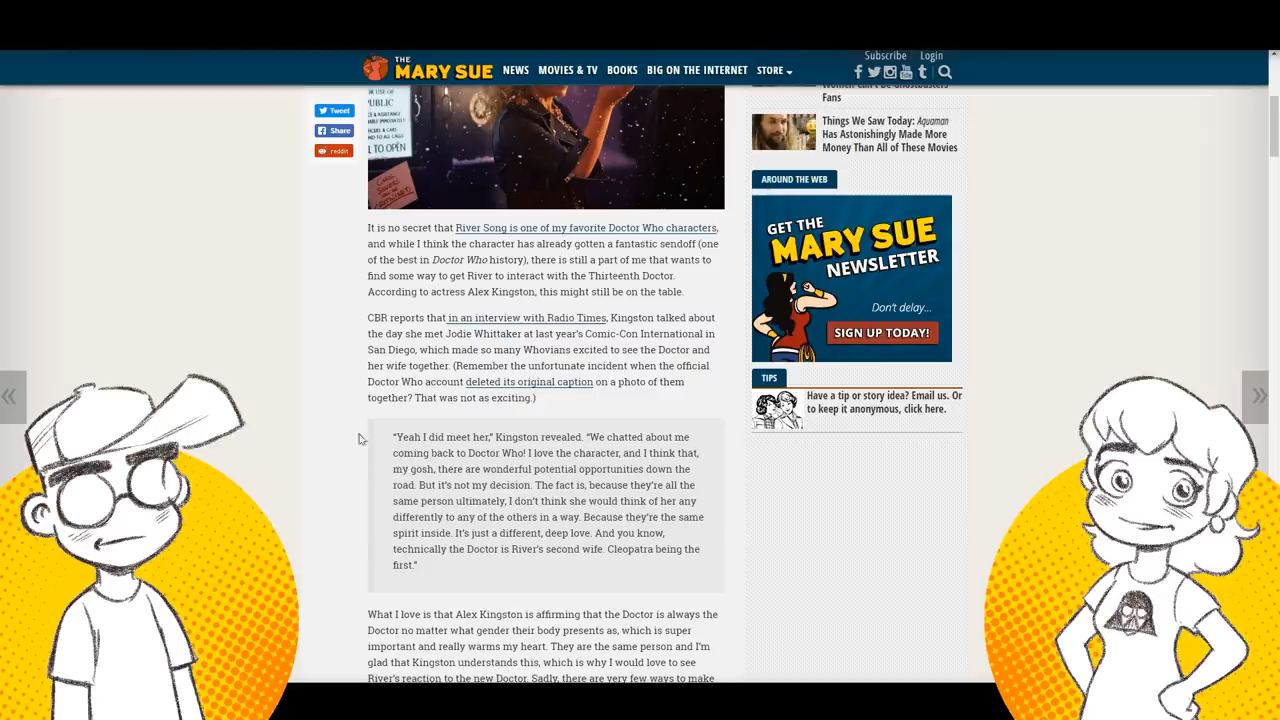 Subscribe Login
THE
MARY SUE
NEWS MOVIES & TV BOOKS BIG ON THE INTERNET STORE
Tweet
Share
reddit
PUBLIC
L TO OPEN
It is no secret that River Song is one of my favorite Doctor Who characters,
and while I think the character has already gotten a fantastic sendoff (one
of the best in Doctor Who history), there is still a part of me that wants to
find some way to get River to interact with the Thirteenth Doctor.
According to actress Alex Kingston, this might still be on the table.
CBR reports that in an interview with Radio Times, Kingston talked about
the day she met Jodie Whittaker at last year's Comic-Con International in
San Diego, which made so many Whovians excited to see the Doctor and
her wife together. (Remember the unfortunate incident when the official
Doctor Who account deleted its original caption on a photo of them
together? That was not as exciting.)
"Yeah I did meet her," Kingston revealed. "We chatted about me
coming back to Doctor Who! I love the character, and I think that,
my gosh, there are wonderful potential opportunities down the
road. But it's not my decision. The fact is, because they're all the
same person ultimately, I don't think she would think of her any
differently to any of the others in a way. Because they're the same
spirit inside. It's just a different, deep love. And you know,
technically the Doctor is River's second wife. Cleopatra being the
first."
What I love is that Alex Kingston is affirming that the Doctor is always the
Doctor no matter what gender their body presents as, which is super
important and really warms my heart. They are the same person and I'm
glad that Kingston understands this, which is why I would love to see
River's reaction to the new Doctor. Sadly, there are very few ways to make
Women Can't Be Ghostbusters
Fans
Things We Saw Today: Aquaman
Has Astonishingly Made More
Money Than All of These Movies
AROUND THE WEB
GET THE
MARY SUE
NEWSLETTER
Don't delay...
SIGN UP TODAY!
TIPS
Have a tip or story idea? Email us. Or
to keep it anonymous, click here.